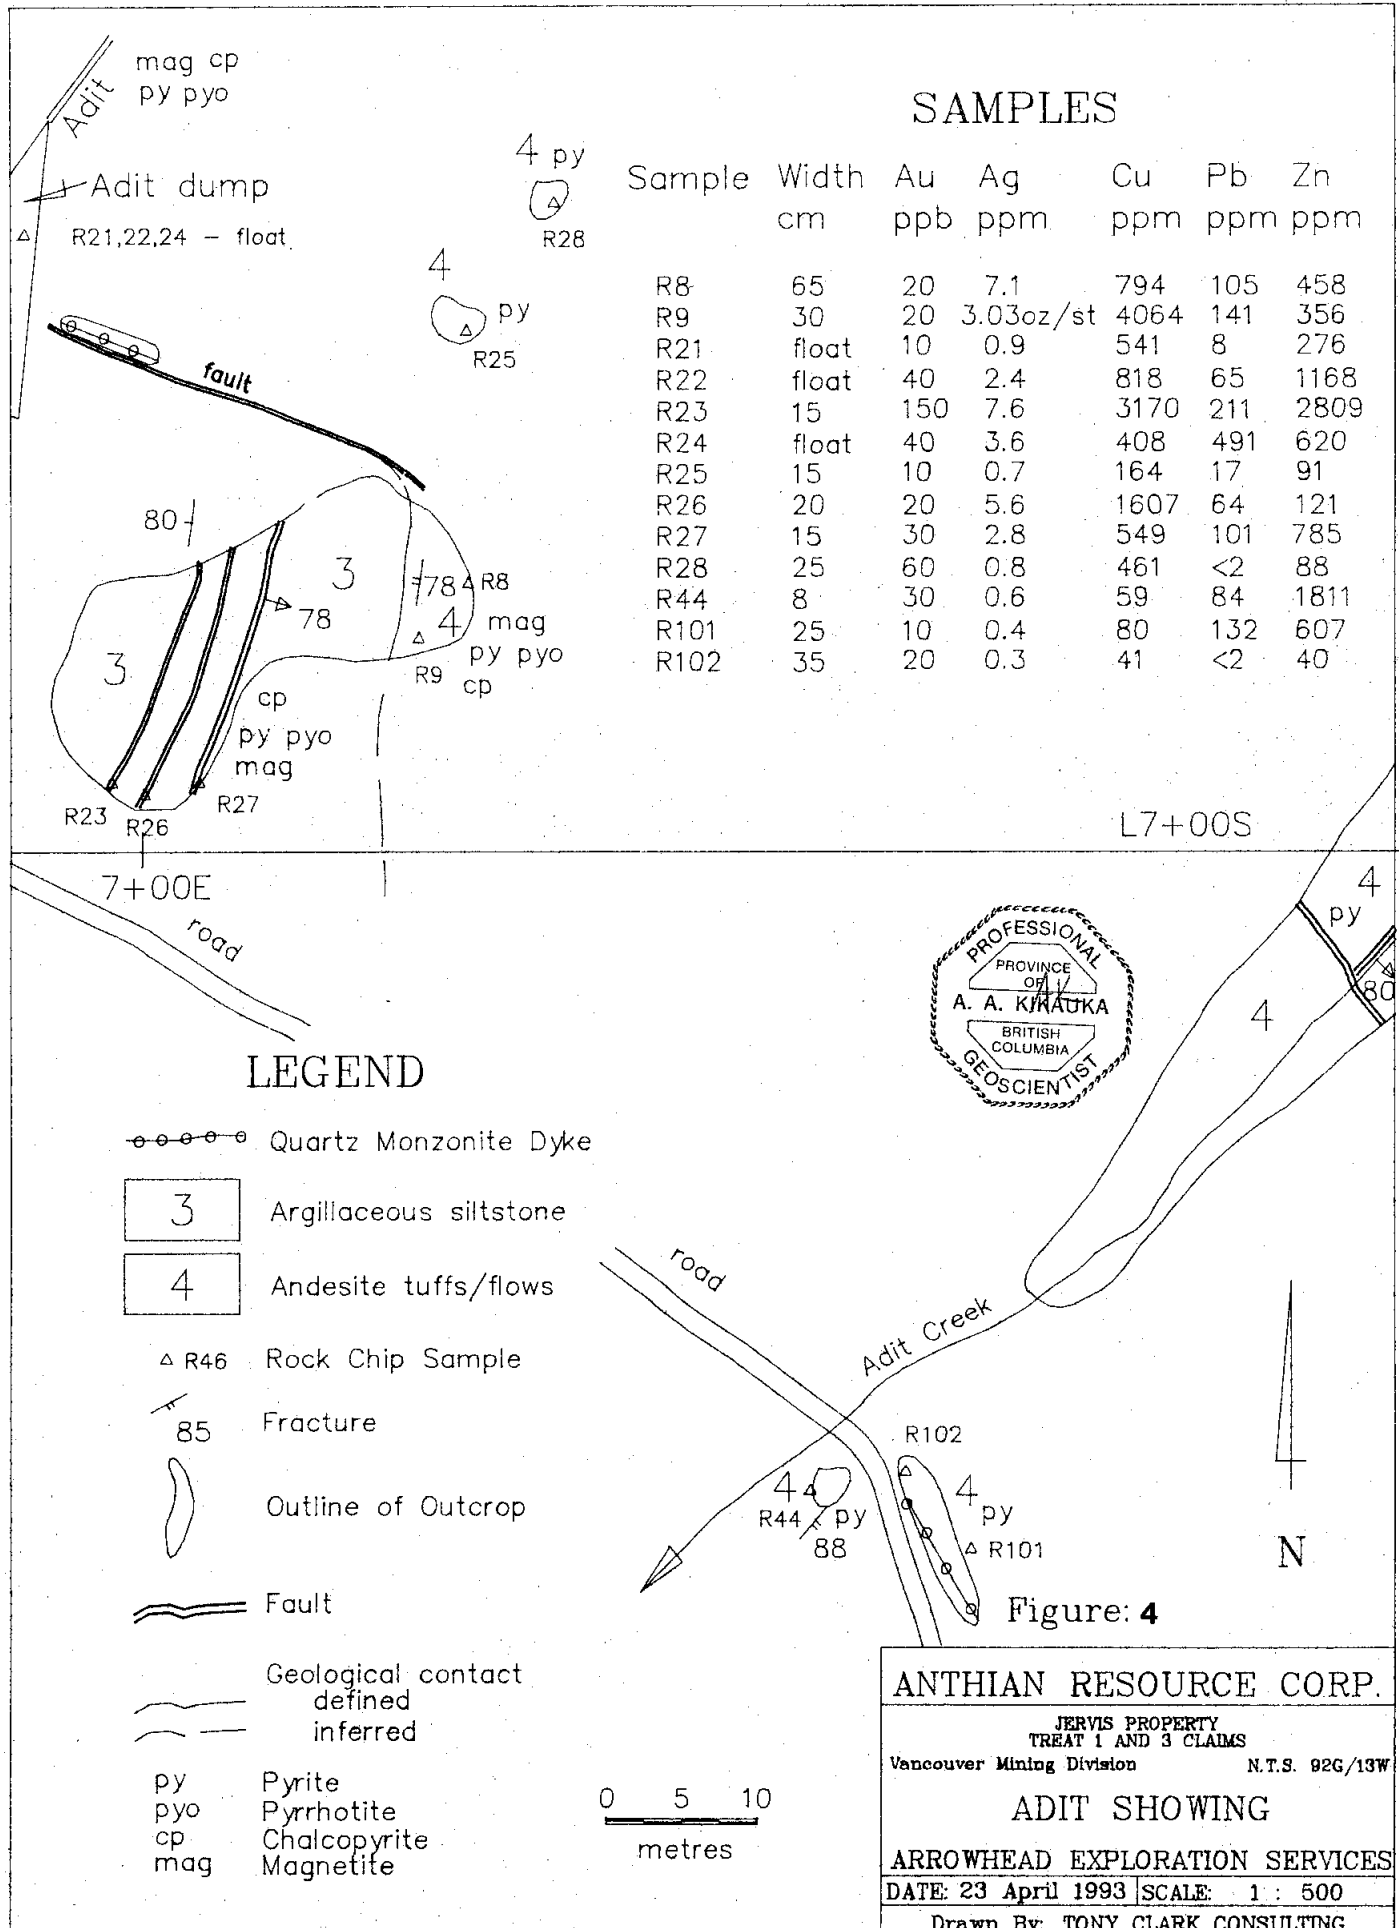 mag cp
py pyo
Adit
Adit dump
R21,22,24 – float
4 py
R28
4
py
R25
fault
80
3
78
R8
78
3
4 mag
py pyo
R9 cp
cp
py pyo
mag
R23
R26
R27
SAMPLES
Sample Width Au Ag Cu Pb Zn
cm ppb ppm ppm ppm ppm
R8 65 20 7.1 794 105 458
R9 30 20 3.03oz/st 4064 141 356
R21 float 10 0.9 541 8 276
R22 float 40 2.4 818 65 1168
R23 15 150 7.6 3170 211 2809
R24 float 40 3.6 408 491 620
R25 15 10 0.7 164 17 91
R26 20 20 5.6 1607 64 121
R27 15 30 2.8 549 101 785
R28 25 60 0.8 461 <2 88
R44 8 30 0.6 59 84 1811
R101 25 10 0.4 80 132 607
R102 35 20 0.3 41 <2 40
L7+00S
7+00E
road
4
py
80
4
PROFESSIONAL
PROVINCE
OF
A. A. KIKAUKA
BRITISH
COLUMBIA
GEOSCIENTIST
LEGEND
Quartz Monzonite Dyke
3 Argillaceous siltstone
4 Andesite tuffs/flows
R46 Rock Chip Sample
85 Fracture
Outline of Outcrop
Fault
Geological contact
defined
inferred
py Pyrite
pyo Pyrrhotite
cp Chalcopyrite
mag Magnetite
road
Adit Creek
R102
4
R44
py
88
4
py
R101
N
0 5 10
metres
Figure: 4
ANTHIAN RESOURCE CORP.
JERVIS PROPERTY
TREAT 1 AND 3 CLAIMS
Vancouver Mining Division N.T.S. 92G/13W
ADIT SHOWING
ARROWHEAD EXPLORATION SERVICES
DATE: 23 April 1993 SCALE: 1 : 500
Drawn By: TONY CLARK CONSULTING